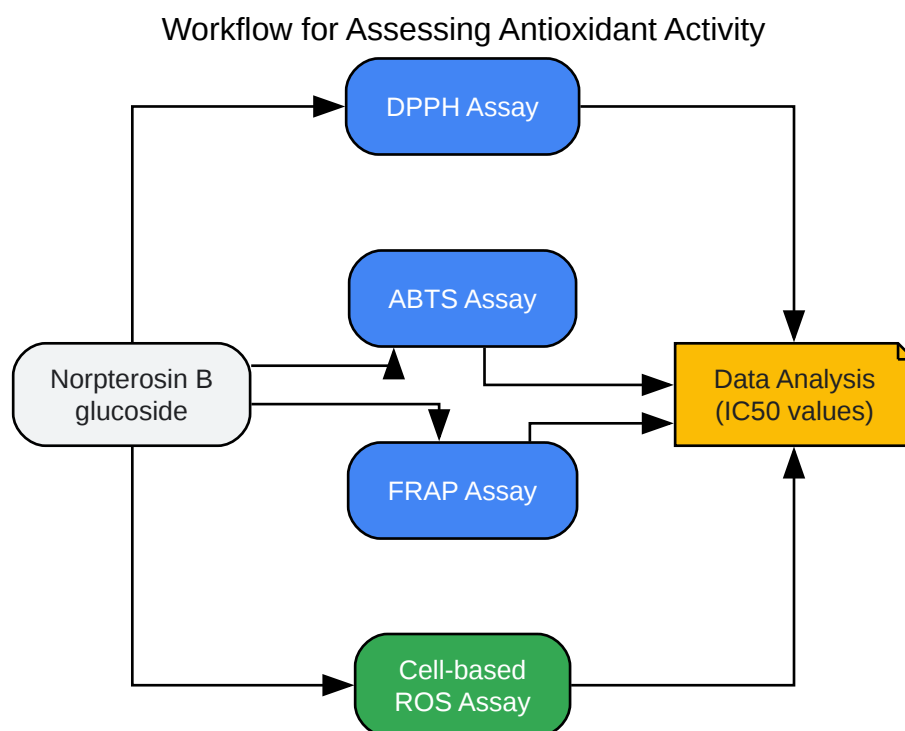 Workflow for Assessing Antioxidant Activity
DPPH Assay
ABTS Assay
Norpterosin B
glucoside
Data Analysis
(IC50 values)
FRAP Assay
Cell-based
ROS Assay